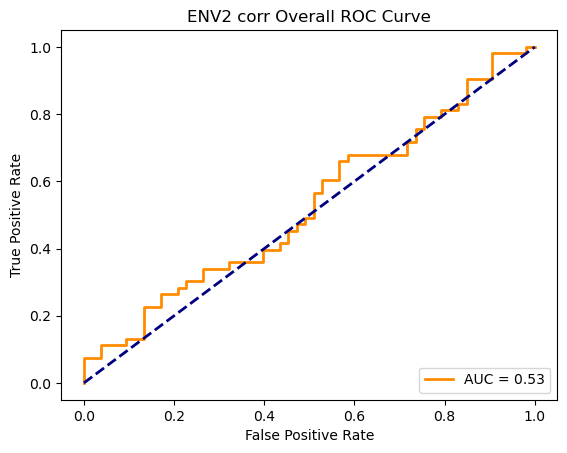 ENV2 corr Overall ROC Curve
True Positive Rate
1.0
0.8
0.6
0.4
0.2
0.0
AUC = 0.53
0.0 0.2 0.4 0.6 0.8 1.0
False Positive Rate